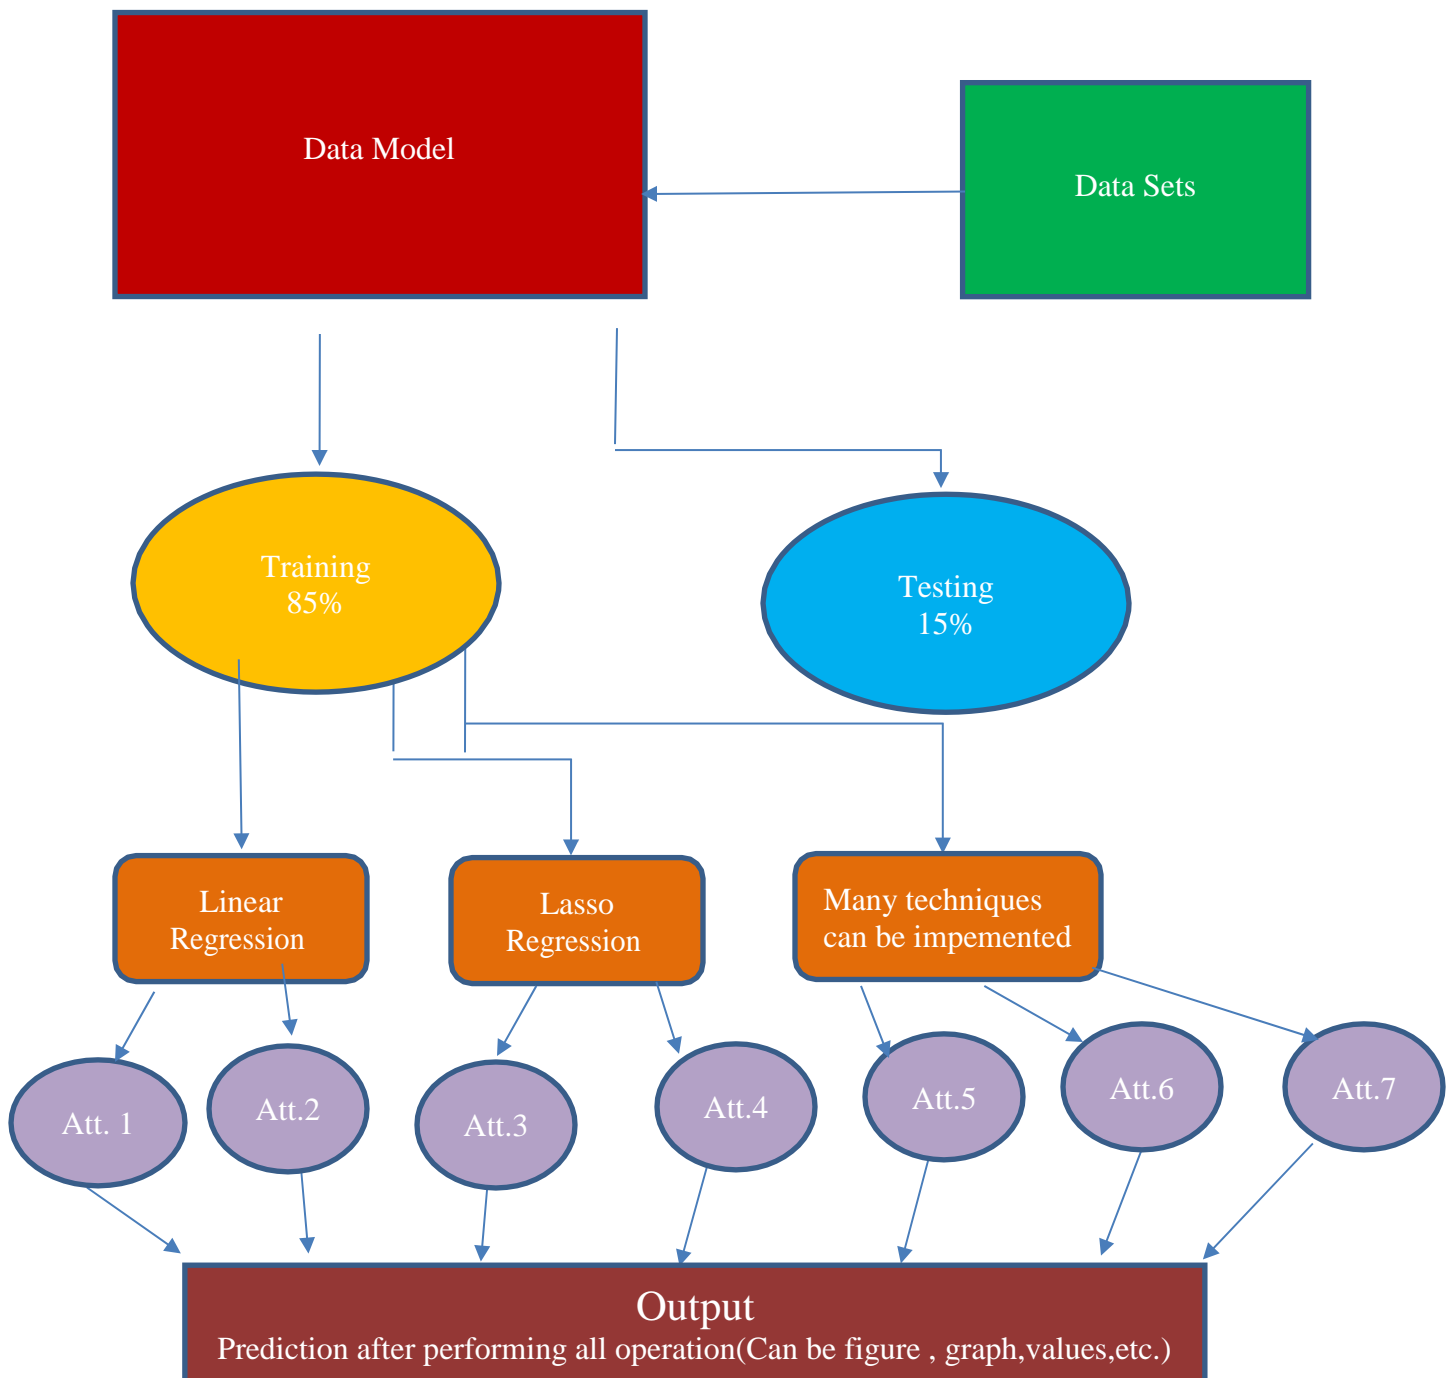 Data Model
Data Sets
Training
85%
Testing
15%
Linear
Regression
Lasso
Regression
Many techniques
can be impemented
Att. 1
Att.2
Att.3
Att.4
Att.5
Att.6
Att.7
Output
Prediction after performing all operation(Can be figure , graph,values,etc.)